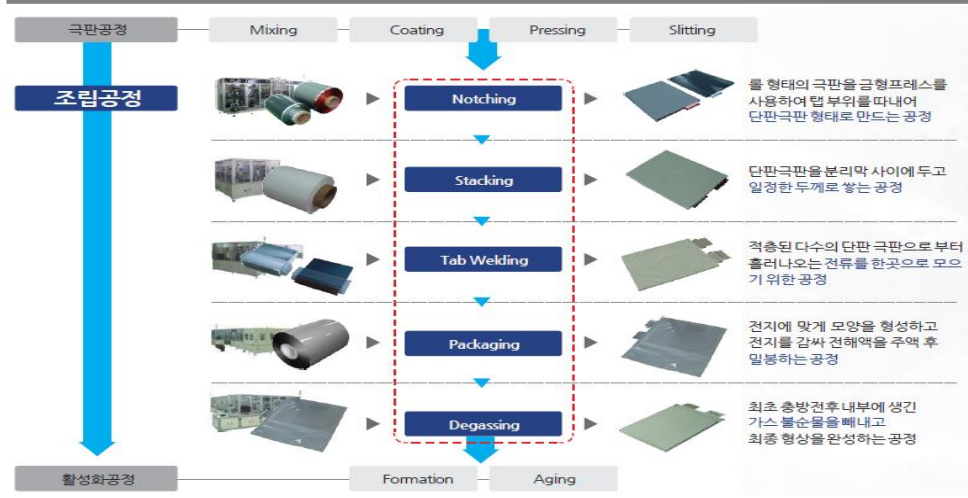 극판공정 Mixing Coating Pressing Slitting
조립공정
Notching
롤 형태의 극판을 금형프레스를
사용하여 탭 부위를 따내어
단판극판 형태로 만드는 공정
Stacking
단판극판을 분리막 사이에 두고
일정한 두께로 쌓는 공정
Tab Welding
적층된 다수의 단판 극판으로 부터
흘러나오는 전류를 한곳으로 모으
기 위한 공정
Packaging
전지에 맞게 모양을 형성하고
전지를 감싸 전해액을 주액 후
밀봉하는 공정
Degassing
최초 충방전후 내부에 생긴
가스 불순물을 빼내고
최종 형상을 완성하는 공정
활성화공정 Formation Aging